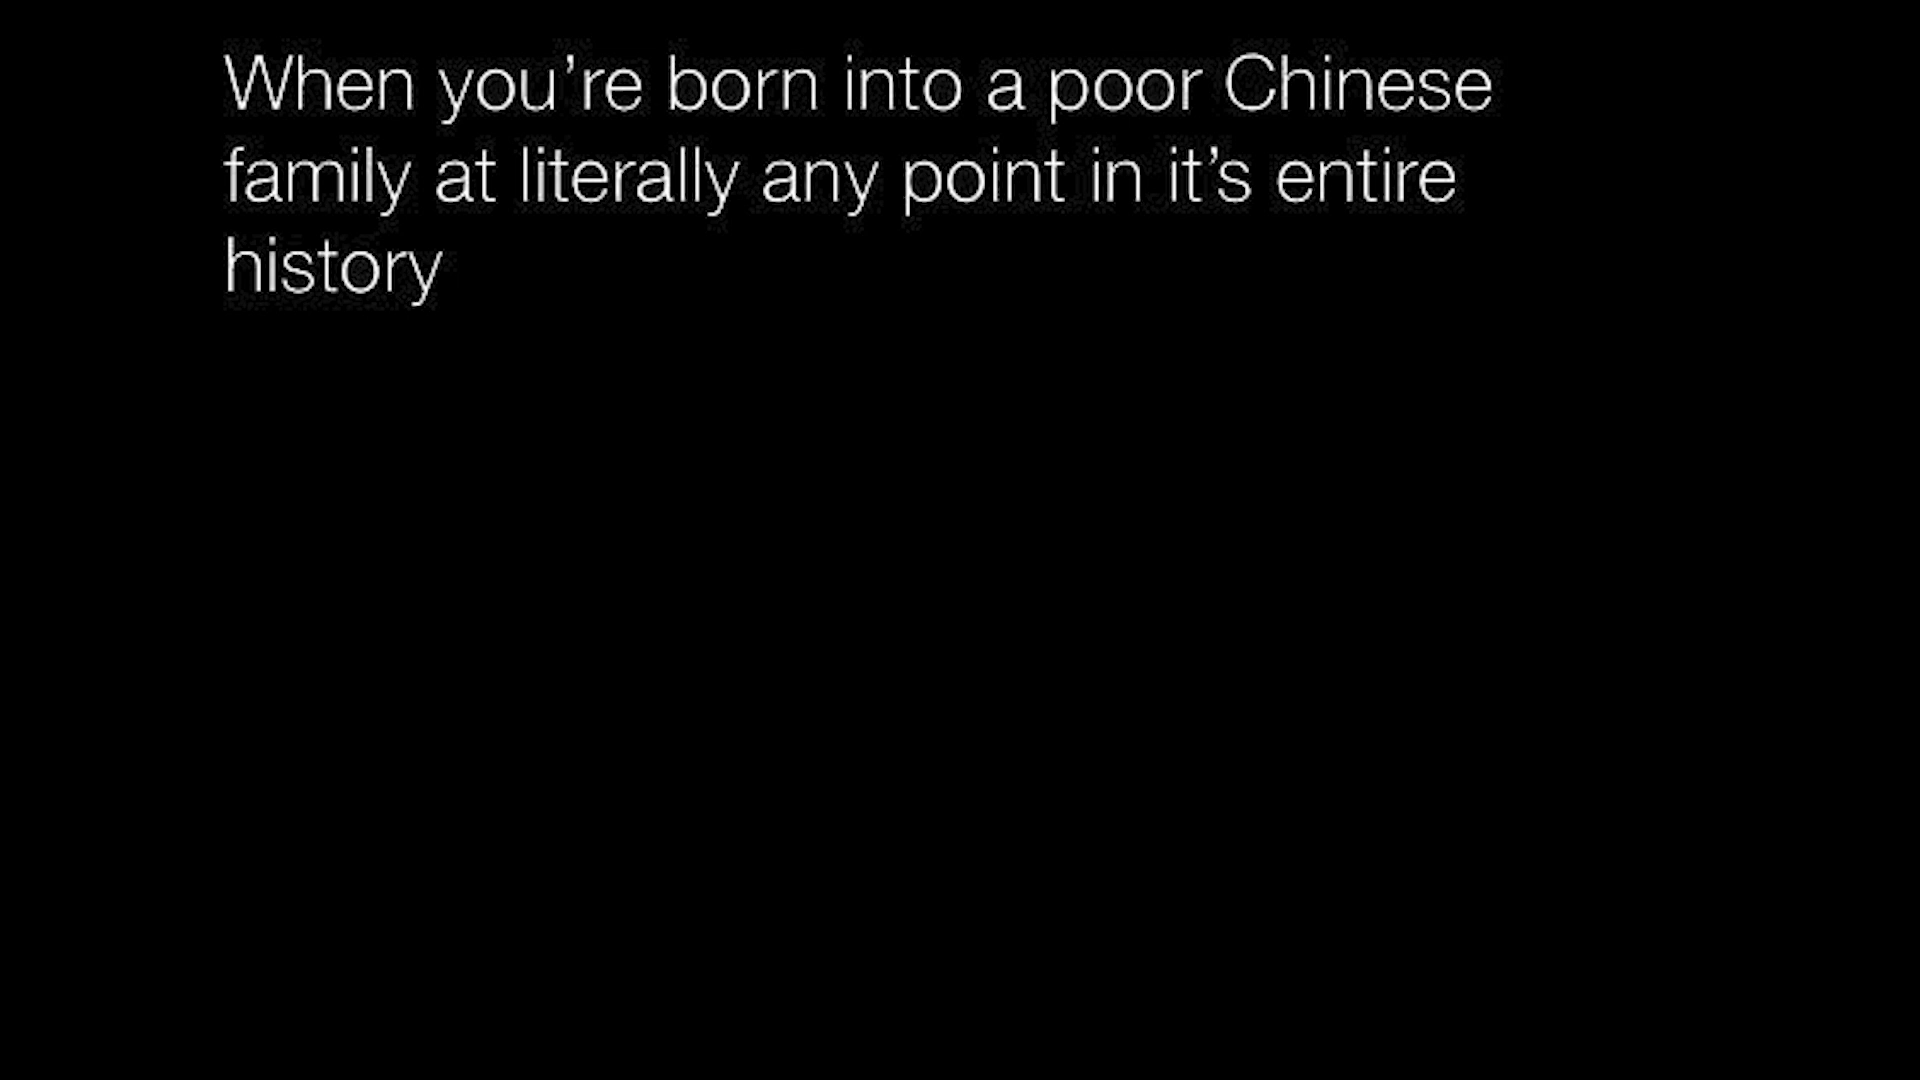 When you’re born into a poor Chinese
family at literally any point in it’s entire
history